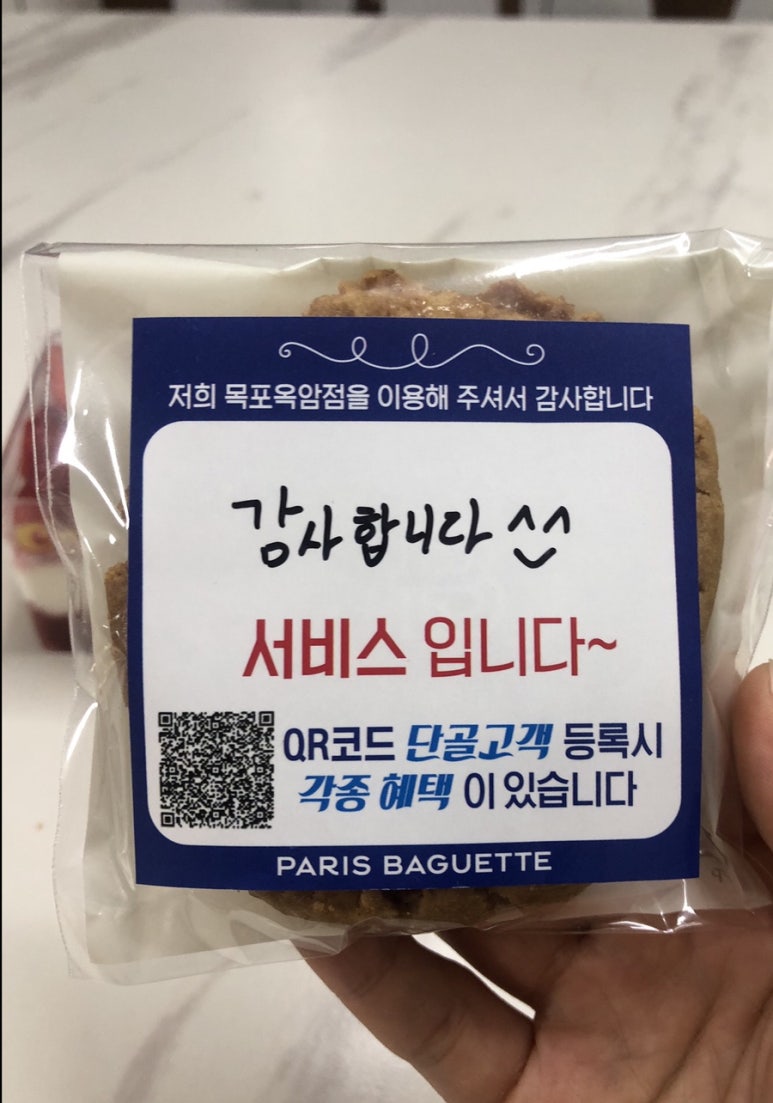 저희 목포옥암점을 이용해 주셔서 감사합니다
감사합니다 ^^
서비스 입니다~
QR코드 단골고객 등록시
각종 혜택 이 있습니다
PARIS BAGUETTE